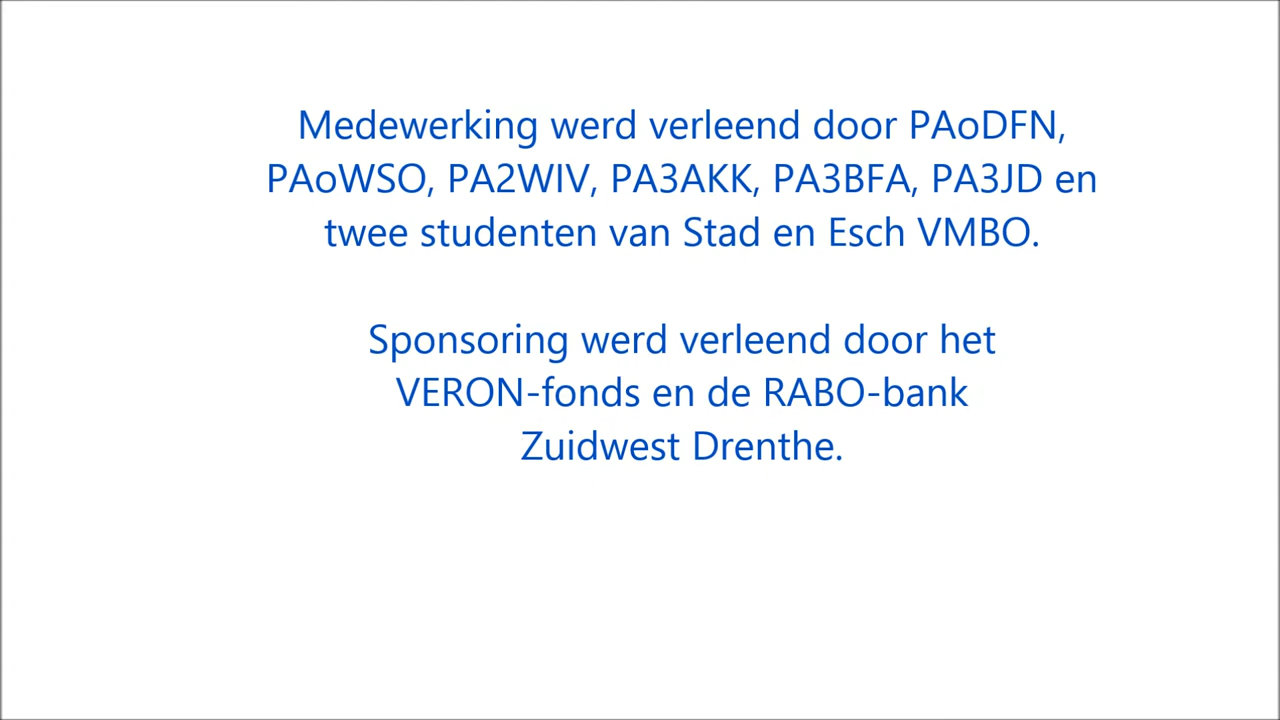 Medewerking werd verleend door PAoDFN,
PAoWSO, PA2WIV, PA3AKK, PA3BFA, PA3JD en
twee studenten van Stad en Esch VMBO.
Sponsoring werd verleend door het
VERON-fonds en de RABO-bank
Zuidwest Drenthe.